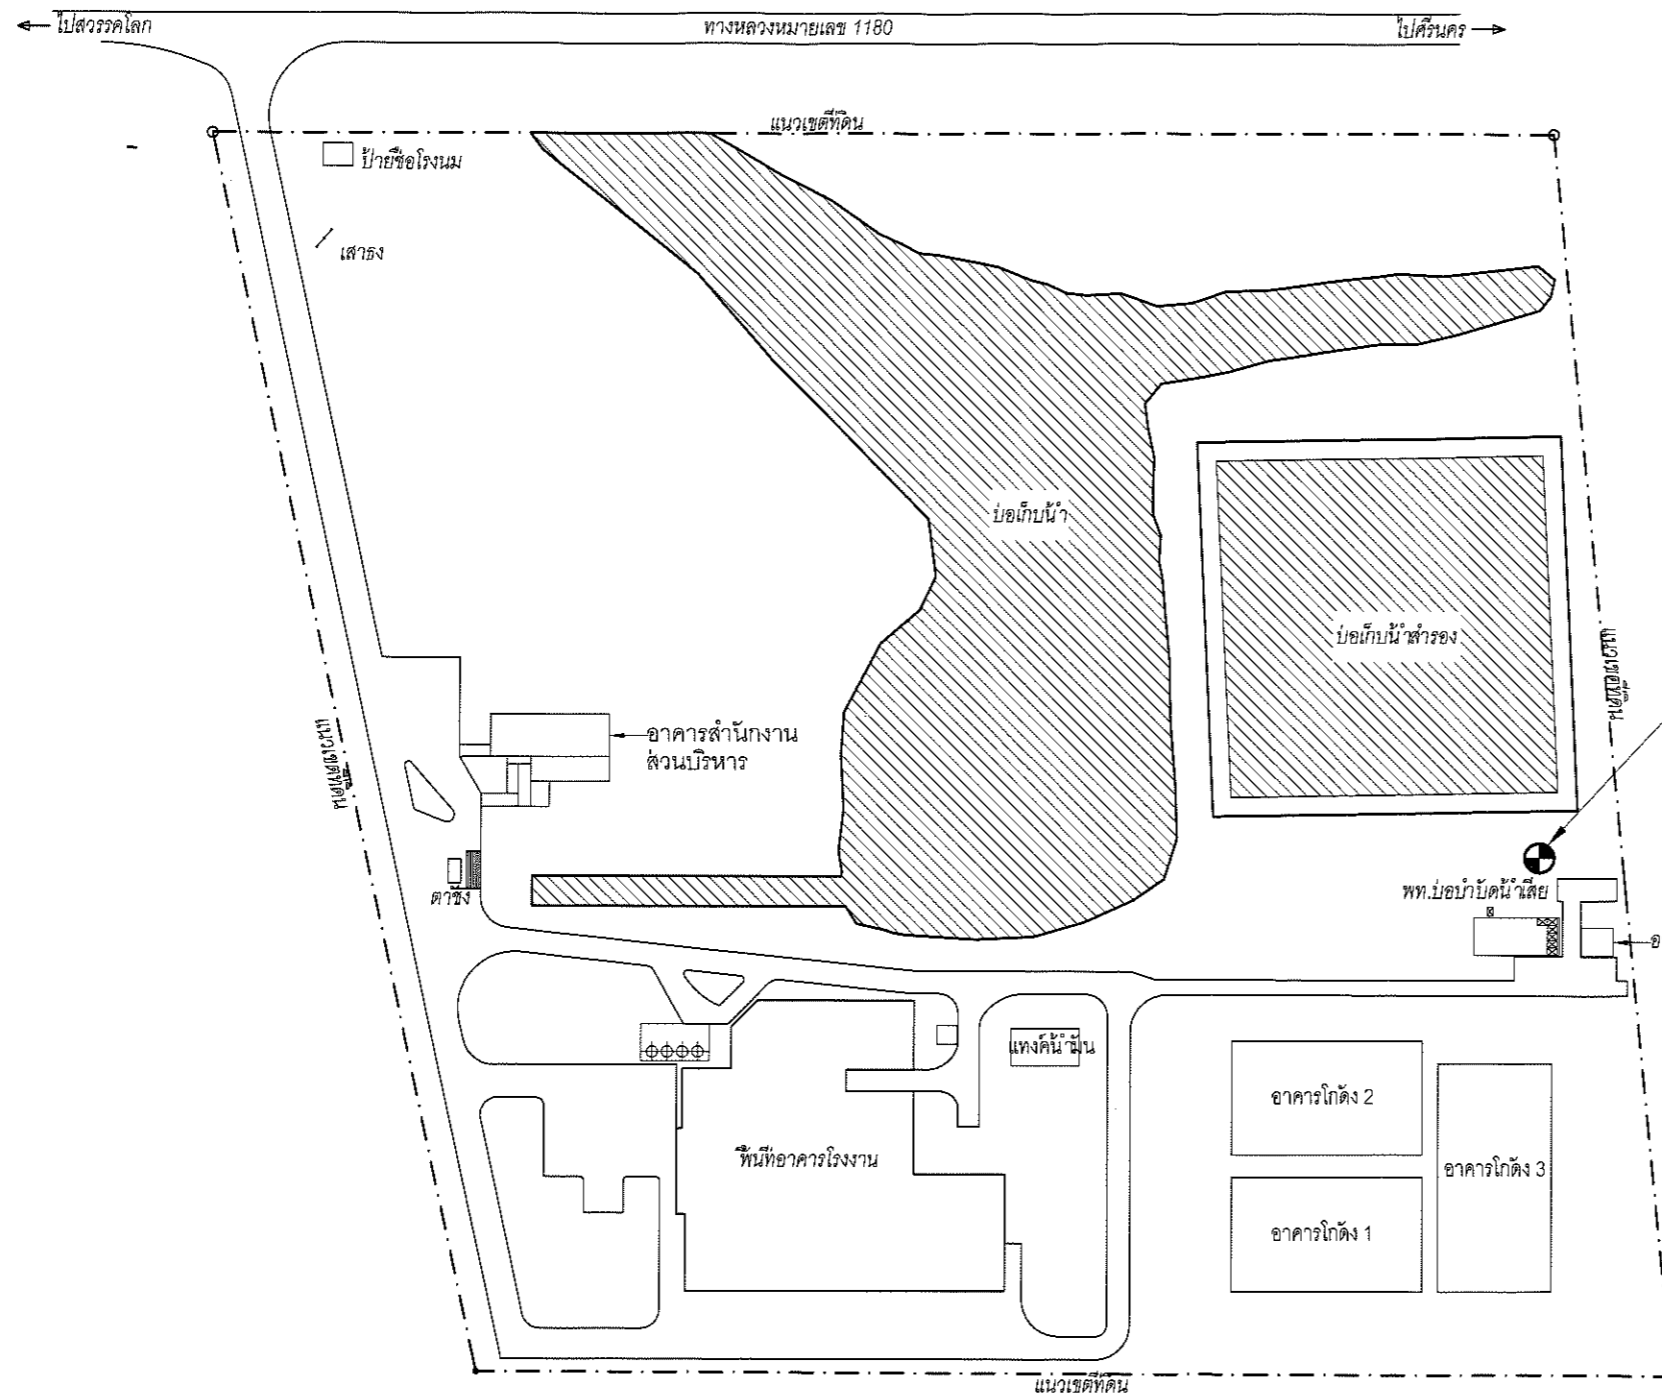 ไปสวรรคโลก
ทางหลวงหมายเลข 1180
ไปศรีนคร
แนวเขตที่ดิน
ป้ายชื่อโรงนม
เสาธง
บ่อเก็บน้ำ
บ่อเก็บน้ำสำรอง
แนวเขตที่ดิน
แนวเขตที่ดิน
อาคารสำนักงาน
ส่วนบริหาร
ตาชั่ง
พท.บ่อบำบัดน้ำเสีย
อ
แทงค์น้ำมัน
อาคารโกดัง 2
พื้นที่อาคารโรงงาน
อาคารโกดัง 3
อาคารโกดัง 1
แนวเขตที่ดิน